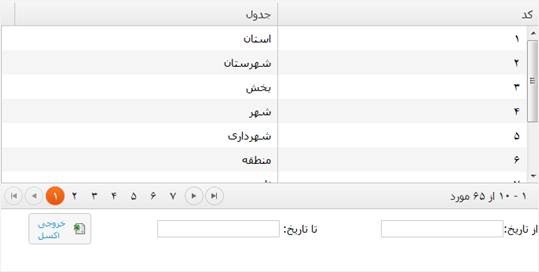 کد جدول
۱ استان
۲ شهرستان
۳ بخش
۴ شهر
۵ شهرداری
۶ منطقه
۱ - ۱۰ از ۶۵ مورد
۱ ۲ ۳ ۴ ۵ ۶ ۷
از تاریخ:
تا تاریخ:
خروجی
اکسل